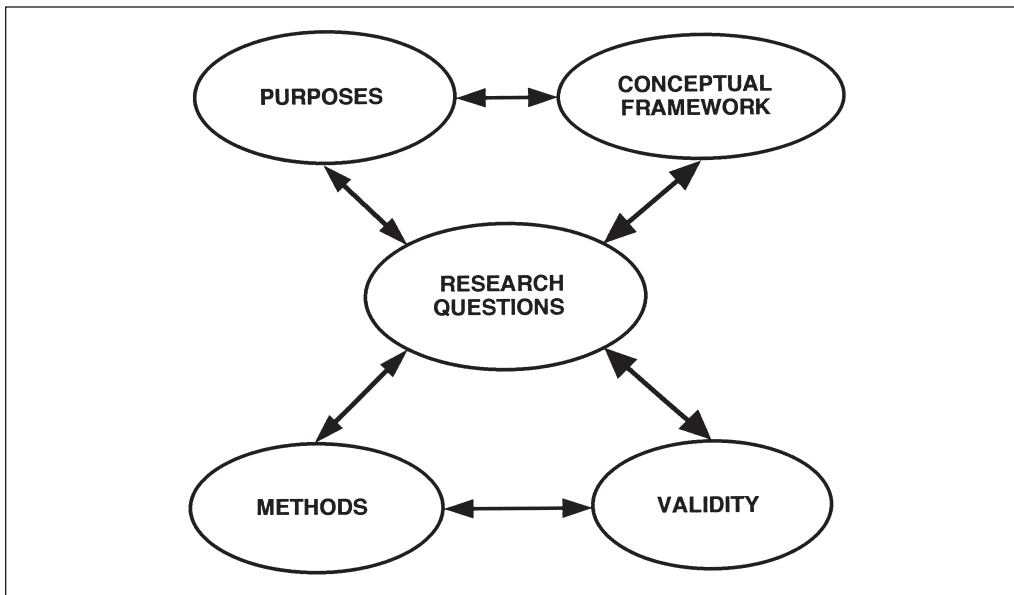 PURPOSES
CONCEPTUAL
FRAMEWORK
RESEARCH
QUESTIONS
METHODS
VALIDITY